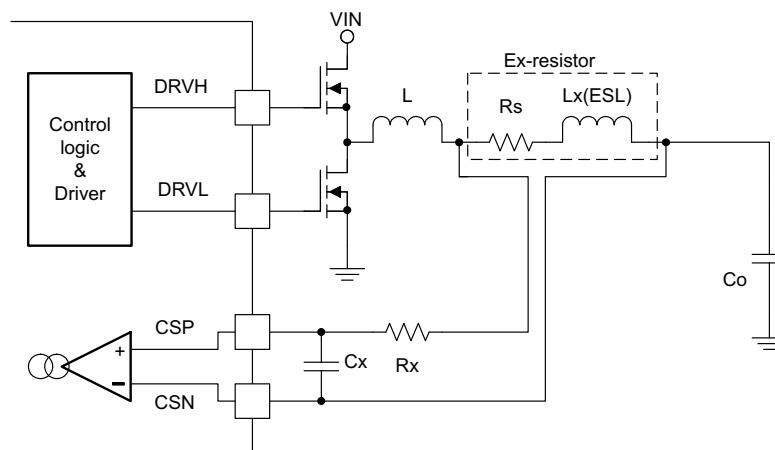 VIN
Ex-resistor
DRVH
L
Rs
Lx(ESL)
Control
logic
&
Driver
DRVL
Co
CSP
+
Cx
Rx
–
CSN